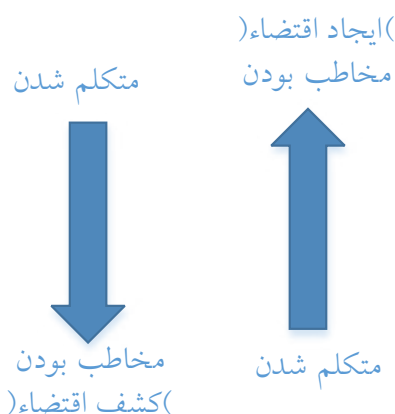 )ایجاد اقتضاء(
مخاطب بودن
متکلم شدن
متکلم شدن
مخاطب بودن
)کشف اقتضاء(